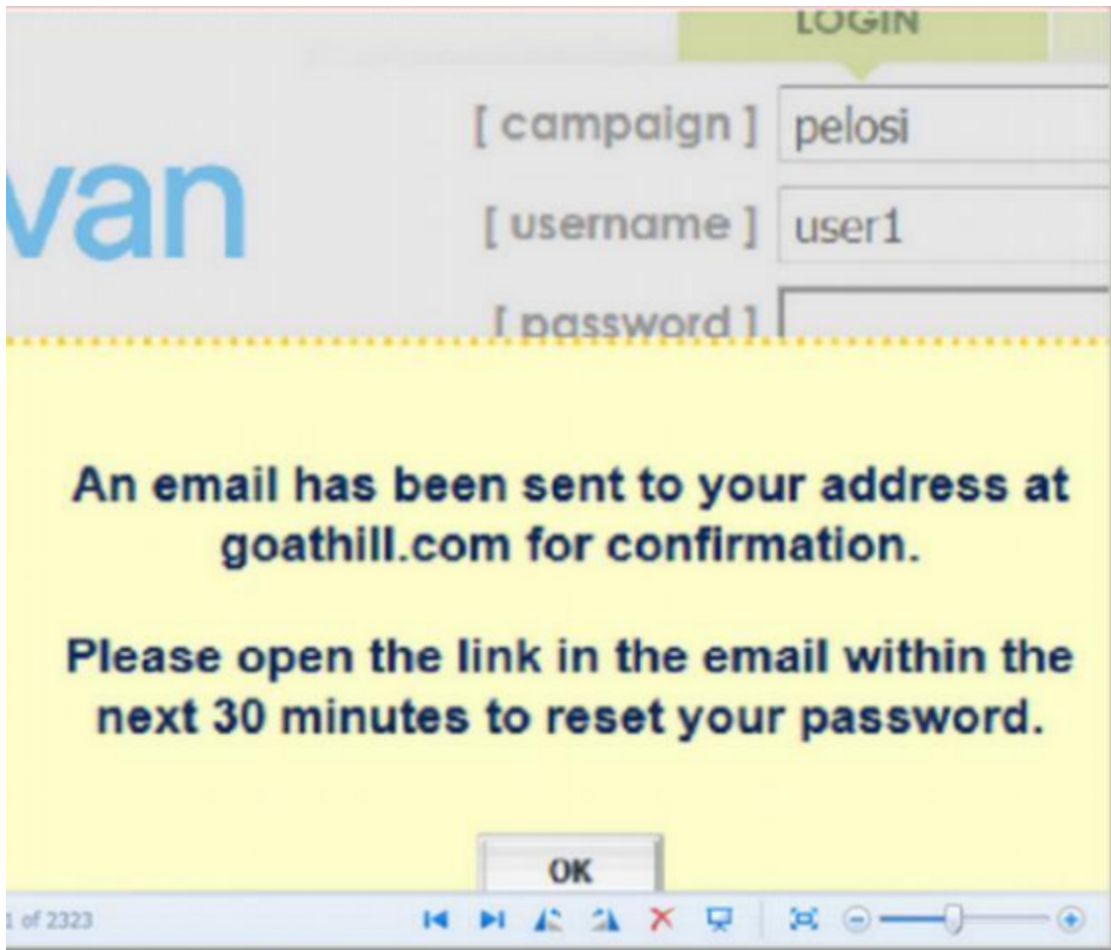 LOGIN
[ campaign ] pelosi
van
[ username ] user1
[ password ]
An email has been sent to your address at
goathill.com for confirmation.
Please open the link in the email within the
next 30 minutes to reset your password.
OK
1 of 2323